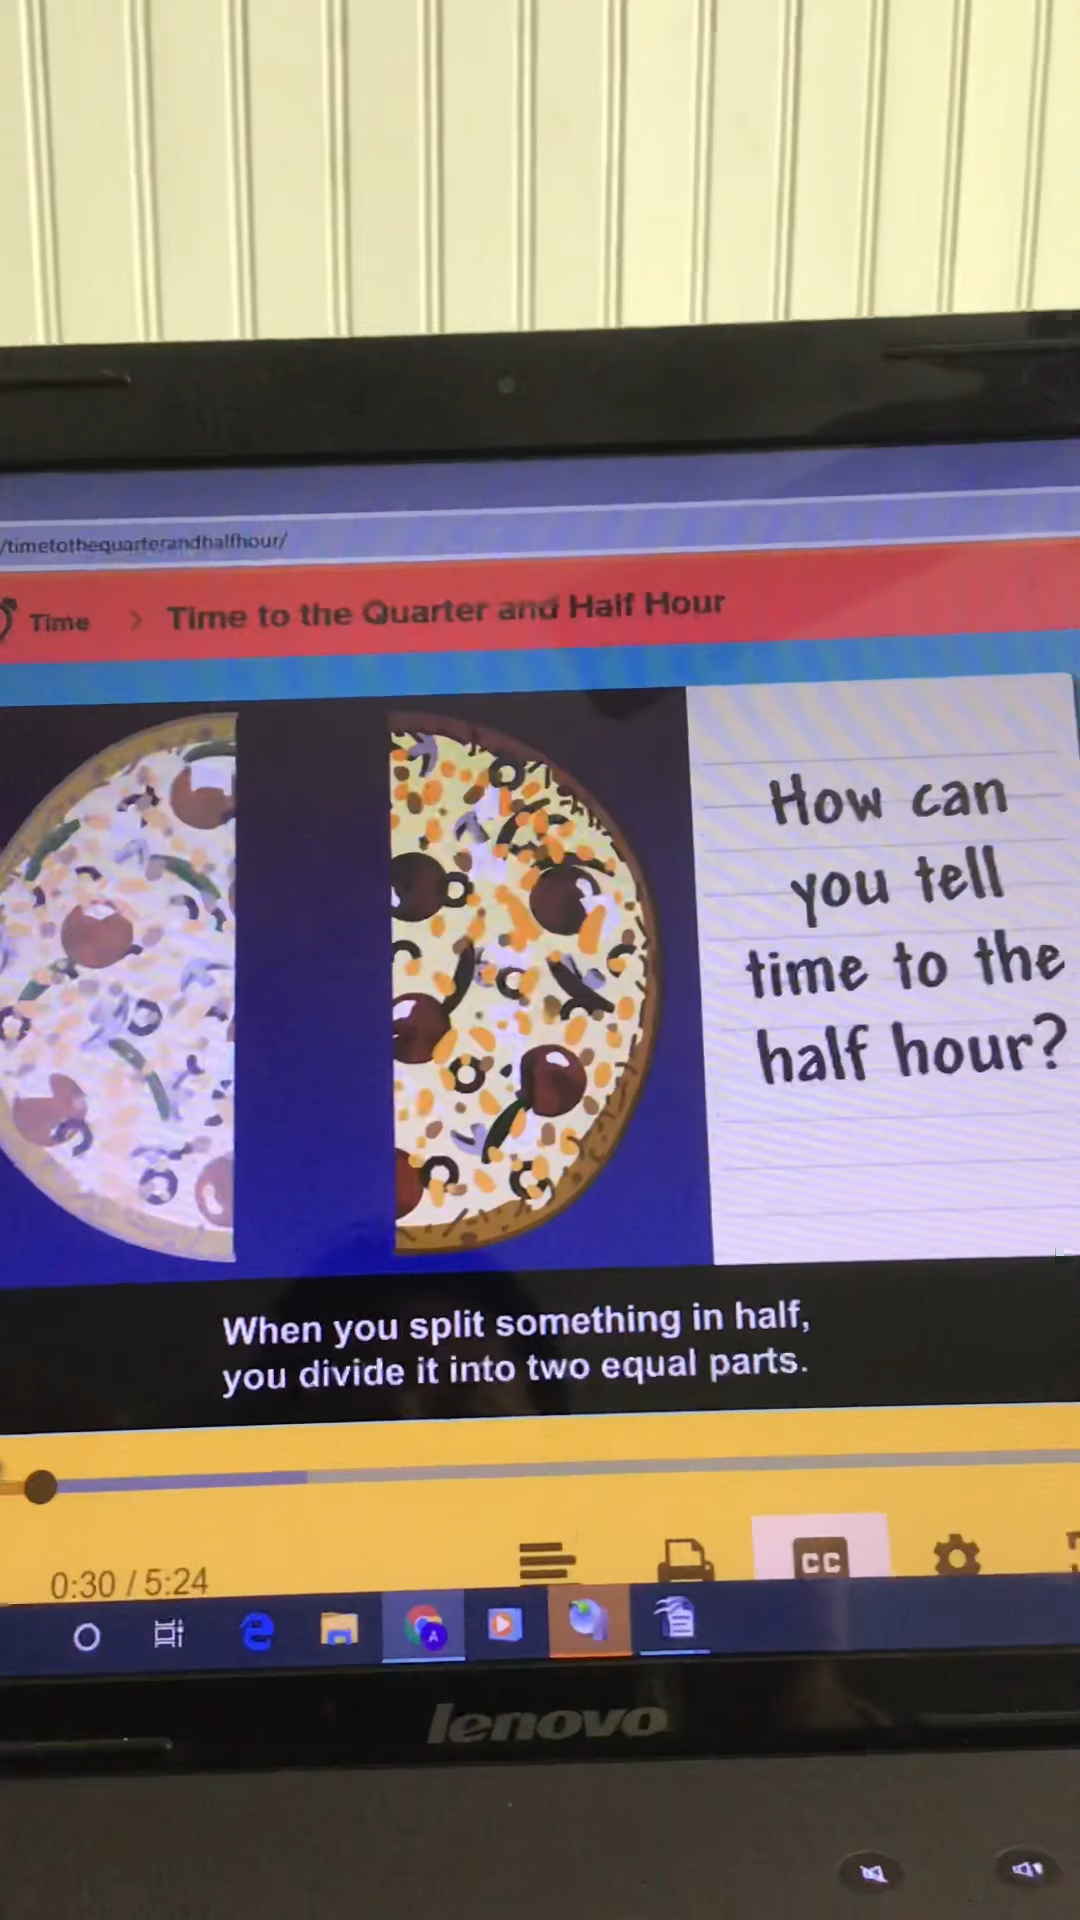 /timetothequarterandhalfhour/
Time > Time to the Quarter and Half Hour
How can
you tell
time to the
half hour?
When you split something in half,
you divide it into two equal parts.
0:30 / 5:24
CC
A
lenovo